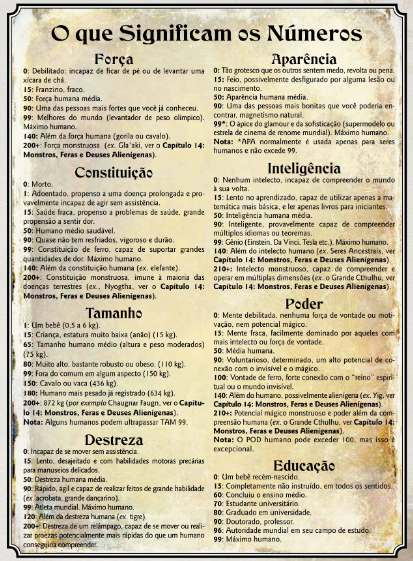 O que Significam os Números
Força
0: Debilitado: incapaz de ficar de pé ou de levantar uma
xícara de chá.
15: Franzino, fraco.
50: Força humana média.
90: Uma das pessoas mais fortes que você já conheceu.
99: Melhores do mundo (levantador de peso olímpico).
Máximo humano.
140: Além da força humana (gorila ou cavalo).
200+: Força monstruosa (ex. Gla'aki, ver o Capítulo 14:
Monstros, Feras e Deuses Alienígenas).
Constituição
0: Morto.
1: Adoentado, propenso a uma doença prolongada e pro-
vavelmente incapaz de agir sem assistência.
15: Saúde fraca, propenso a problemas de saúde, grande
propensão a sentir dor.
50: Humano médio saudável.
90: Quase não tem resfriados, vigoroso e durão.
99: Constituição de ferro, capaz de suportar grandes
quantidades de dor. Máximo humano.
140: Além da constituição humana (ex. elefante).
200+: Constituição monstruosa, imune à maioria das
doenças terrestres (ex., Nyogtha, ver o Capítulo 14:
Monstros, Feras e Deuses Alienígenas).
Tamanho
1: Um bebê (0,5 a 6 kg).
15: Criança, estatura muito baixa (anão) (15 kg).
65: Tamanho humano médio (altura e peso moderados)
(75 kg).
80: Muito alto, bastante robusto ou obeso. (110 kg).
99: Fora do comum em algum aspecto (150 kg).
150: Cavalo ou vaca (436 kg).
180: Humano mais pesado já registrado (634 kg).
200+: 872 kg (por exemplo Chaugnar Faugn, ver o Capítu-
lo 14: Monstros, Feras e Deuses Alienígenas).
Nota: Alguns humanos podem ultrapassar TAM 99.
Destreza
0: Incapaz de se mover sem assistência.
15: Lento, desajeitado e com habilidades motoras precárias
para manuseios delicados.
50: Destreza humana média.
90: Rápido, ágil e capaz de realizar feitos de grande habilidade
(ex. acrobata, grande dançarino).
99: Atleta mundial. Máximo humano.
120: Além da destreza humana (ex. tigre).
200+: Destreza de um relâmpago, capaz de se mover ou reali-
zar proezas potencialmente mais rápidas do que um humano
conseguiria compreender.
Aparência
0: Tão grotesco que os outros sentem medo, revolta ou pena.
15: Feio, possivelmente desfigurado por alguma lesão ou
no nascimento.
50: Aparência humana média.
90: Uma das pessoas mais bonitas que você poderia en-
contrar, magnetismo natural.
99*: O ápice do glamour e da sofisticação (supermodelo ou
estrela de cinema de renome mundial). Máximo humano.
Nota: *APA normalmente é usada apenas para seres
humanos e não excede 99.
Inteligência
0: Nenhum intelecto, incapaz de compreender o mundo
à sua volta.
15: Lento no aprendizado, capaz de utilizar apenas a ma-
temática mais básica, e ler apenas livros para iniciantes.
50: Inteligência humana média.
90: Inteligente, provavelmente capaz de compreender
múltiplos idiomas ou teoremas.
99: Gênio (Einstein, Da Vinci, Tesla etc.). Máximo humano.
140: Além do intelecto humano (ex. Seres Ancestrais, ver
Capítulo 14: Monstros, Feras e Deuses Alienígenas).
210+: Intelecto monstruoso, capaz de compreender e
operar em múltiplas dimensões (ex. o Grande Cthulhu, ver
Capítulo 14: Monstros, Feras e Deuses Alienígenas).
Poder
0: Mente debilitada, nenhuma força de vontade ou moti-
vação, nem potencial mágico.
15: Mente fraca, facilmente dominado por aqueles com
mais intelecto ou força de vontade.
50: Média humana.
90: Voluntarioso, determinado, um alto potencial de co-
nexão com o invisível e o mágico.
100: Vontade de ferro, forte conexão com o "reino" espiri-
tual ou o mundo invisível.
140: Além do humano, possivelmente alienígena (ex. Yig, ver
Capítulo 14: Monstros, Feras e Deuses Alienígenas).
210+: Potencial mágico monstruoso e poder além da com-
preensão humana (ex. o Grande Cthulhu, ver Capítulo 14:
Monstros, Feras e Deuses Alienígenas).
Nota: O POD humano pode exceder 100, mas isso é
excepcional.
Educação
0: Um bebê recém-nascido.
15: Completamente não instruído, em todos os sentidos.
60: Concluiu o ensino médio.
70: Estudante universitário.
80: Graduado em universidade.
90: Doutorado, professor.
96: Autoridade mundial em seu campo de estudo.
99: Máximo humano.